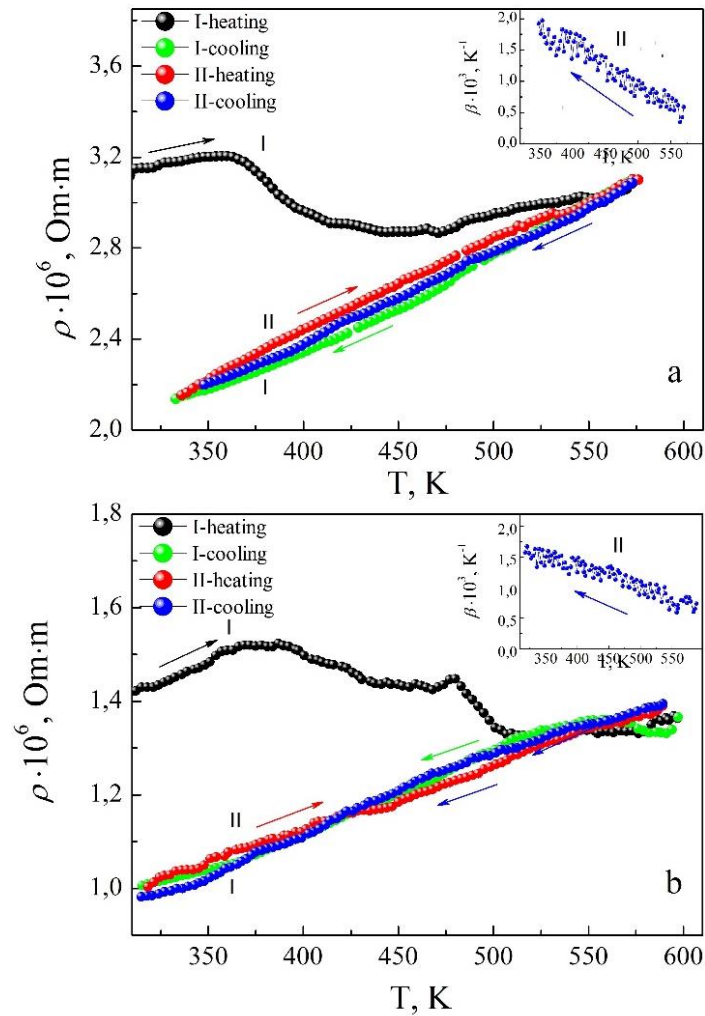 I-heating
I-cooling
II-heating
II-cooling
3,6
3,2
2,8
2,4
2,0
ρ·10⁶, Om·m
I
II
I
a
350 400 450 500 550 600
T, K
2,0
1,5
1,0
0,5
0,0
β·10³, K⁻¹
II
350 400 450 500 550
T, K
I-heating
I-cooling
II-heating
II-cooling
1,8
1,6
1,4
1,2
1,0
ρ·10⁶, Om·m
I
II
I
b
350 400 450 500 550 600
T, K
2,0
1,5
1,0
0,5
0,0
β·10³, K⁻¹
II
350 400 450 500 550
T, K